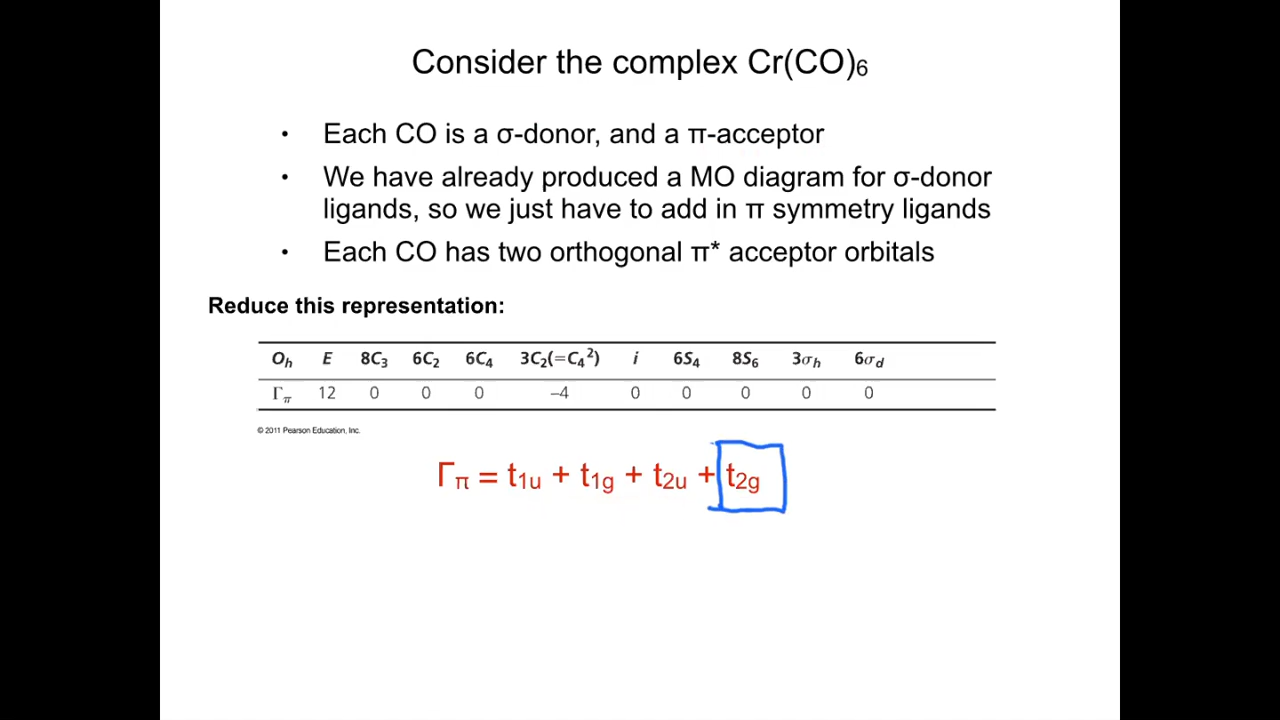 Consider the complex Cr(CO)₆
• Each CO is a σ-donor, and a π-acceptor
• We have already produced a MO diagram for σ-donor
ligands, so we just have to add in π symmetry ligands
• Each CO has two orthogonal π* acceptor orbitals
Reduce this representation:
Oₕ E 8C₃ 6C₂ 6C₄ 3C₂(=C₄²) i 6S₄ 8S₆ 3σₕ 6σd
Γπ 12 0 0 0 –4 0 0 0 0 0
© 2011 Pearson Education, Inc.
Γπ = t₁u + t₁g + t₂u + t₂g